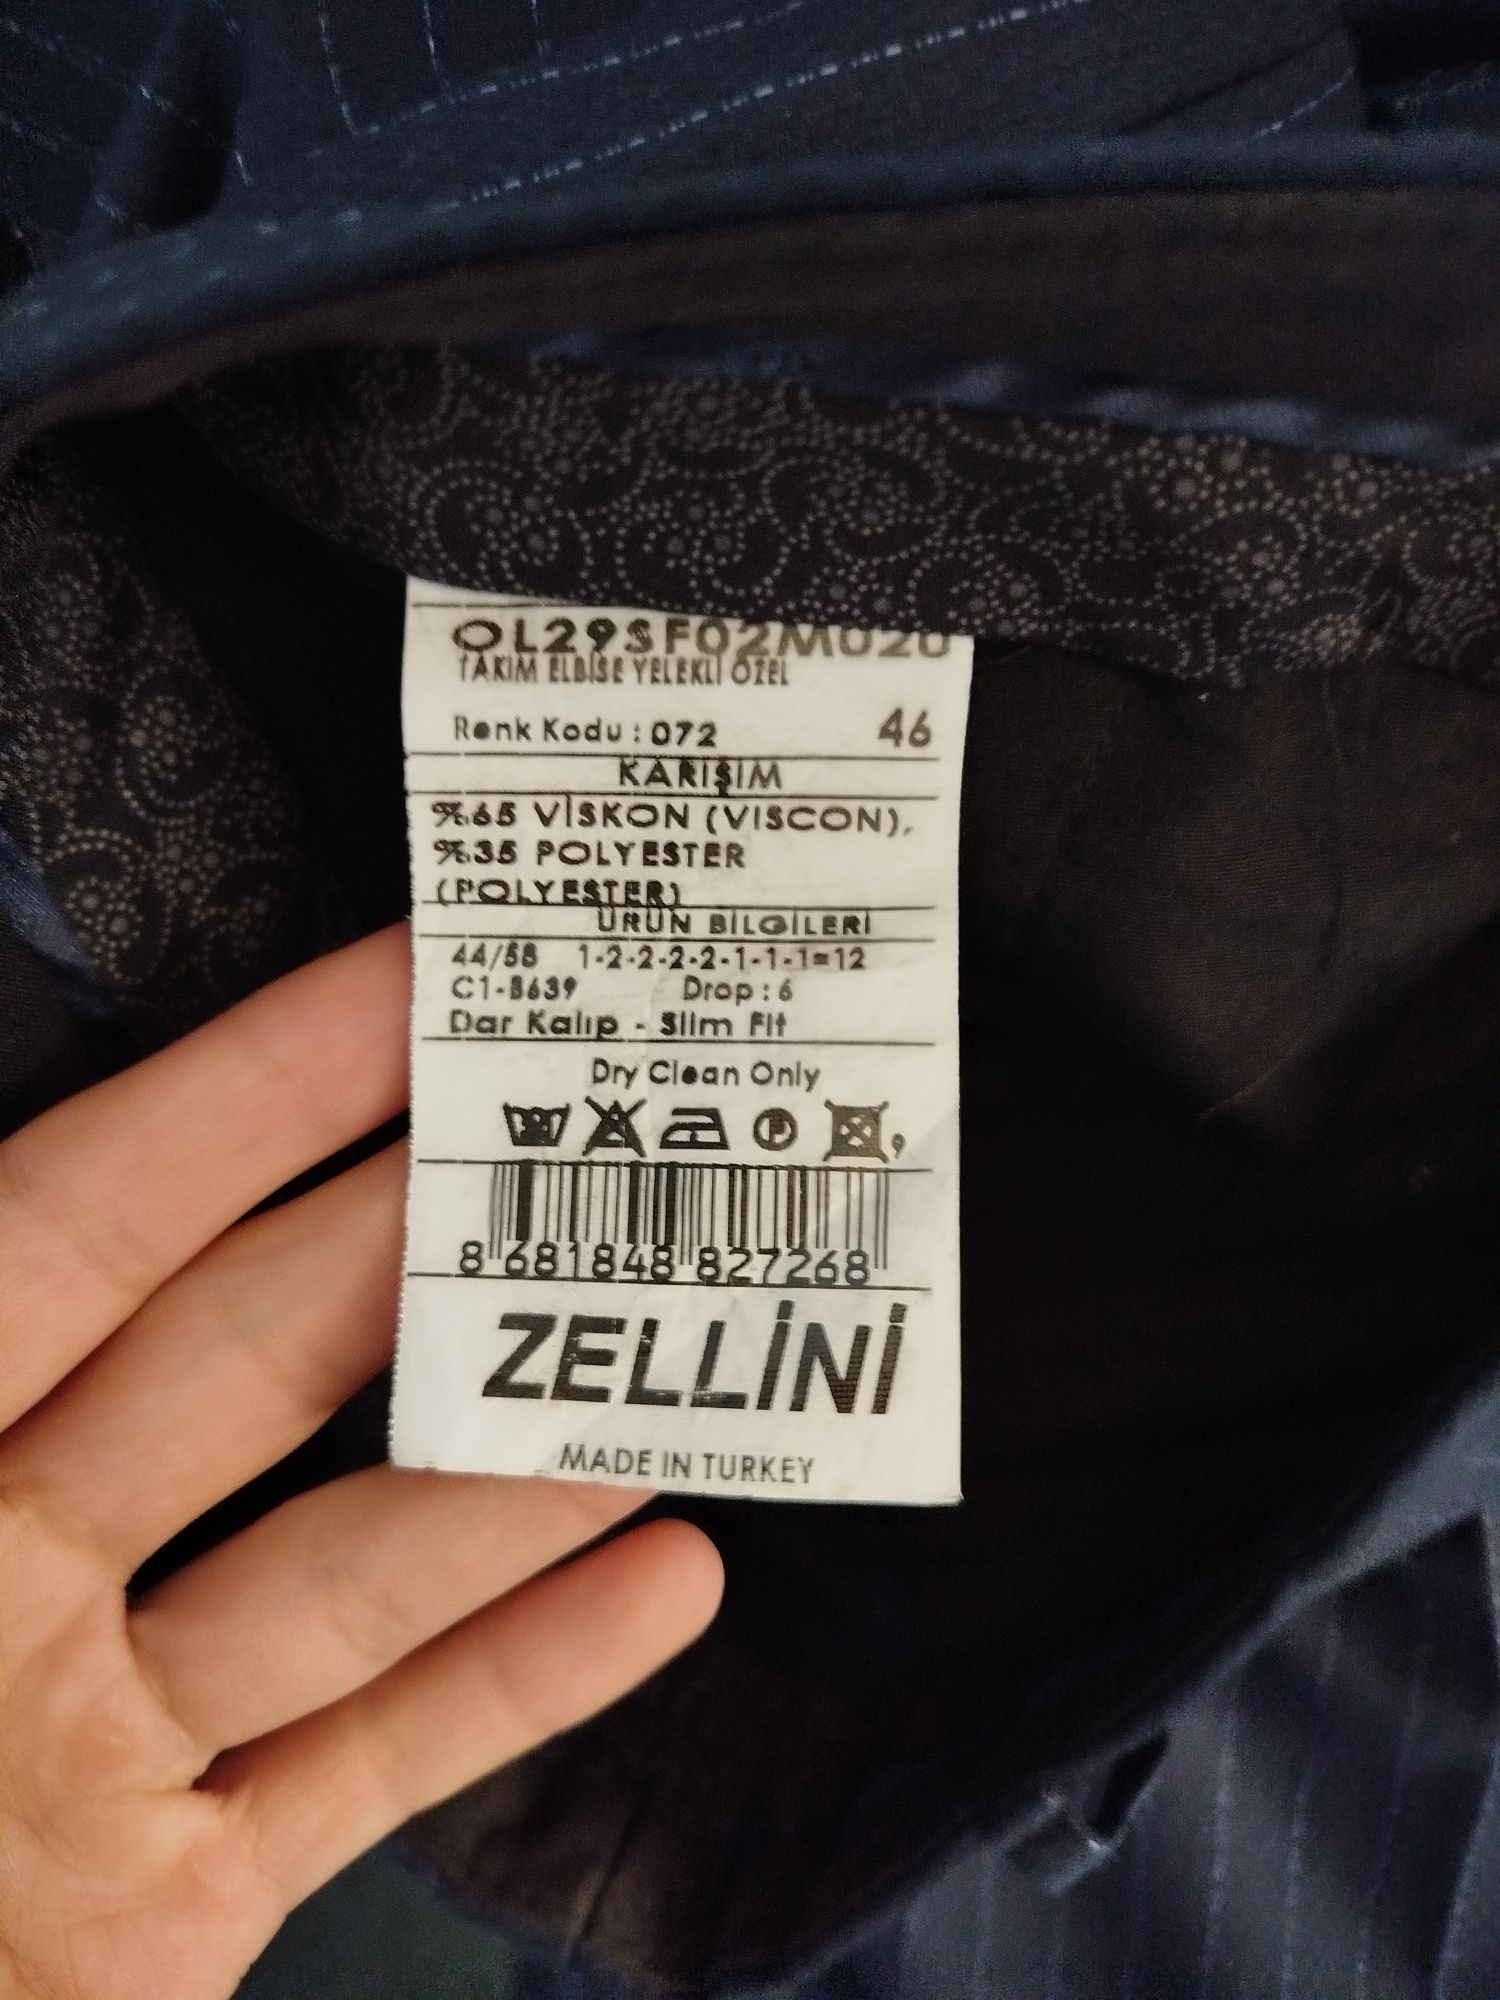 OL29SF02M020
TAKIM ELBİSE YELEKLİ ÖZEL
Renk Kodu : 072 46
KARIŞIM
%65 VİSKON (VISCON),
%35 POLYESTER
(POLYESTER)
ÜRÜN BİLGİLERİ
44/58 1-2-2-2-2-1-1-1=12
C1-B639 Drop : 6
Dar Kalıp - Slim Fit
Dry Clean Only
P 9
8 681848 827268
ZELLİNİ
MADE IN TURKEY